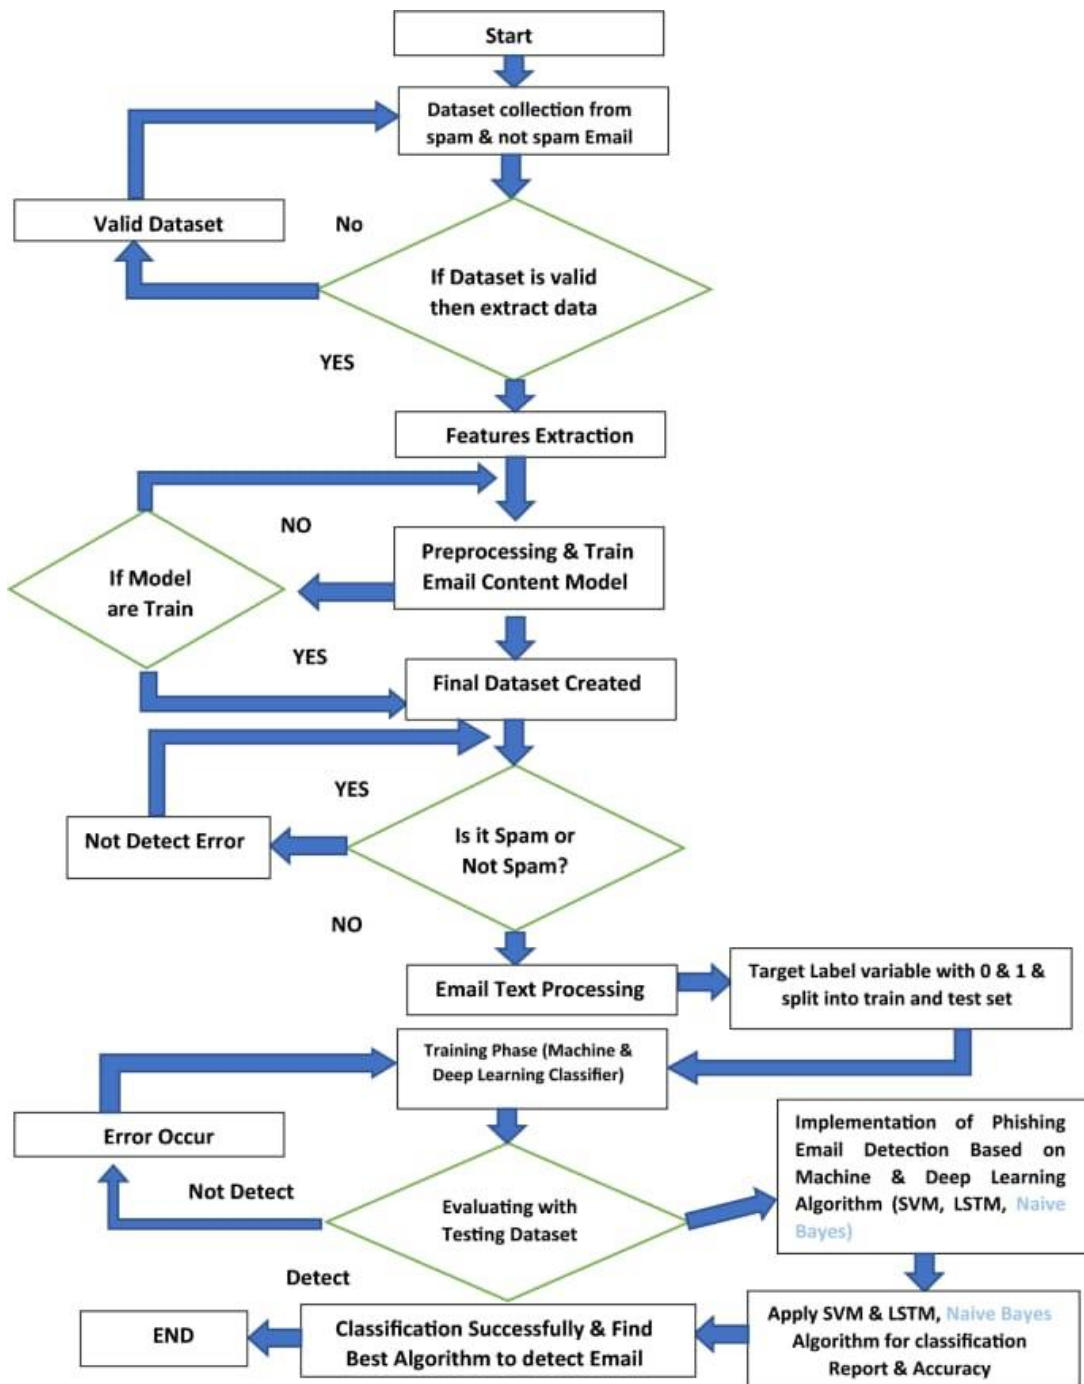 Start
Dataset collection from
spam & not spam Email
Valid Dataset
No
If Dataset is valid
then extract data
YES
Features Extraction
NO
Preprocessing & Train
Email Content Model
If Model
are Train
YES
Final Dataset Created
YES
Not Detect Error
Is it Spam or
Not Spam?
NO
Email Text Processing
Target Label variable with 0 & 1 &
split into train and test set
Training Phase (Machine &
Deep Learning Classifier)
Error Occur
Implementation of Phishing
Email Detection Based on
Machine & Deep Learning
Algorithm (SVM, LSTM, Naive
Bayes)
Not Detect
Evaluating with
Testing Dataset
Detect
END
Classification Successfully & Find
Best Algorithm to detect Email
Apply SVM & LSTM, Naive Bayes
Algorithm for classification
Report & Accuracy